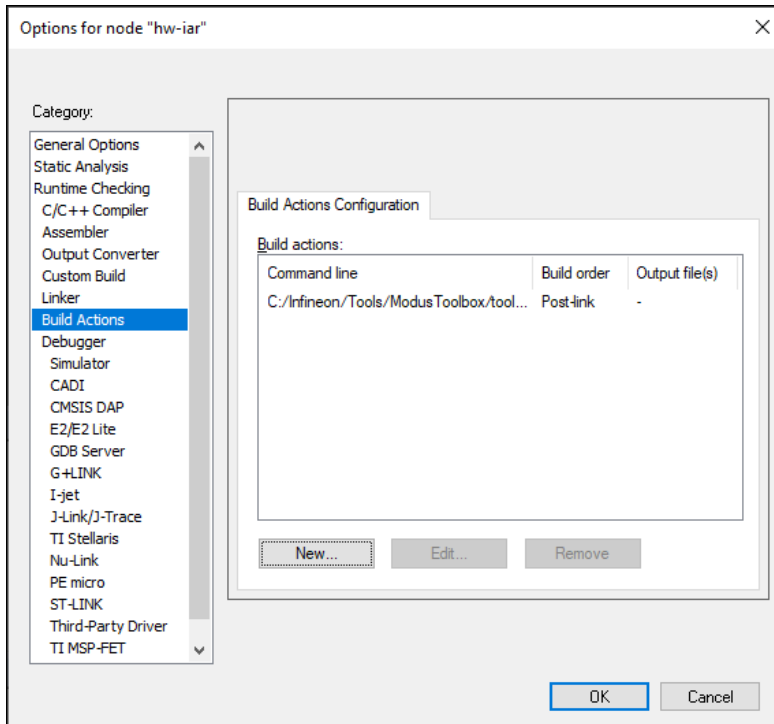 Options for node "hw-iar"
Category:
General Options
Static Analysis
Runtime Checking
C/C++ Compiler
Assembler
Output Converter
Custom Build
Linker
Build Actions
Debugger
Simulator
CADI
CMSIS DAP
E2/E2 Lite
GDB Server
G+LINK
I-jet
J-Link/J-Trace
TI Stellaris
Nu-Link
PE micro
ST-LINK
Third-Party Driver
TI MSP-FET
Build Actions Configuration
Build actions:
Command line Build order Output file(s)
C:/Infineon/Tools/ModusToolbox/tool... Post-link -
New... Edit... Remove
OK Cancel